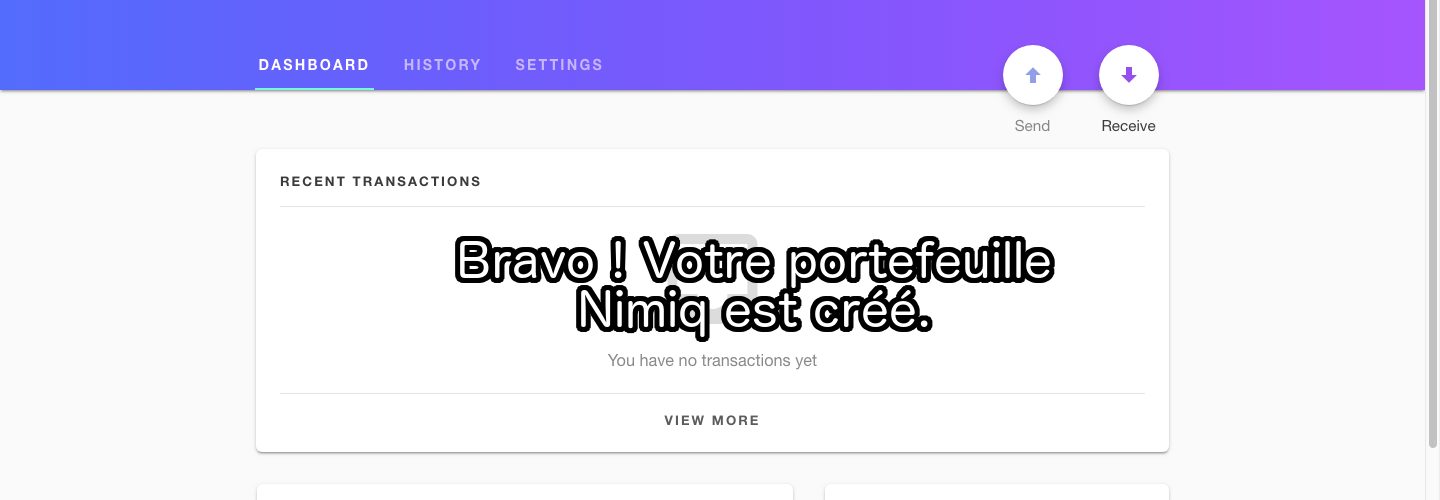 DASHBOARD HISTORY SETTINGS
Send Receive
RECENT TRANSACTIONS
Bravo ! Votre portefeuille
Nimiq est créé.
You have no transactions yet
VIEW MORE